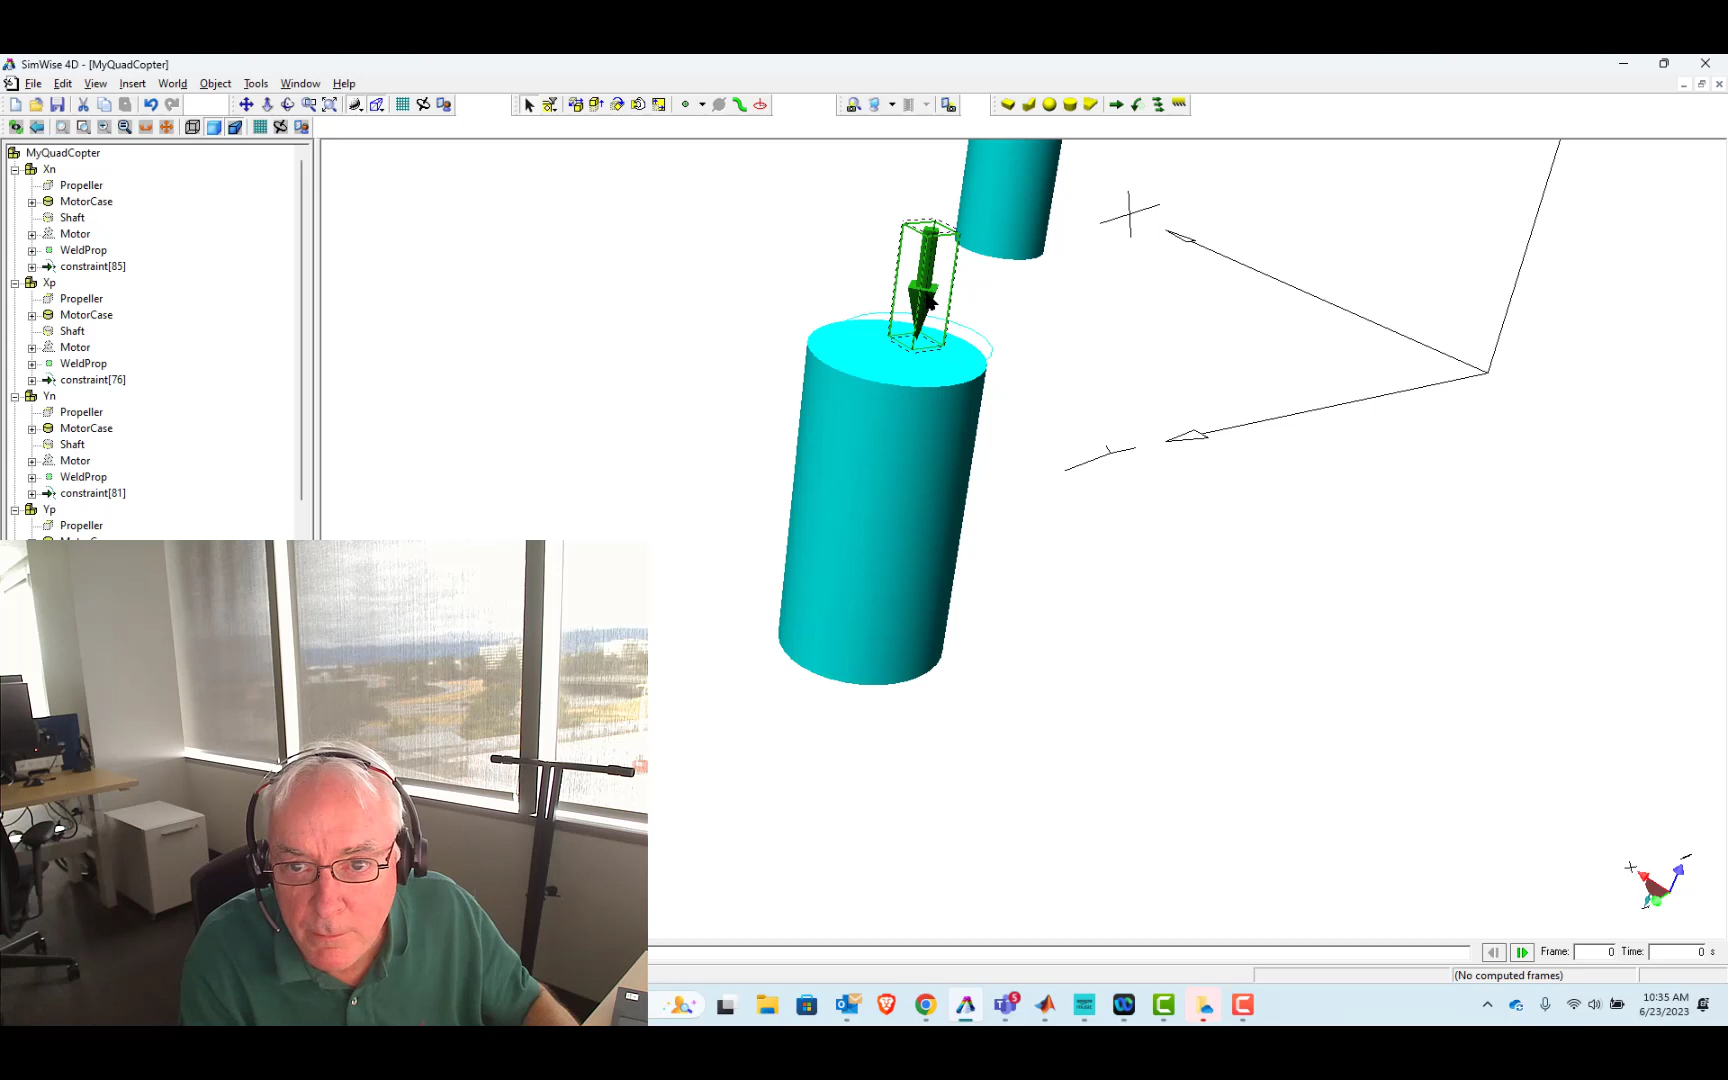 SimWise 4D - [MyQuadCopter]
File Edit View Insert World Object Tools Window Help
MyQuadCopter
Xn
Propeller
MotorCase
Shaft
Motor
WeldProp
constraint[85]
Xp
Propeller
MotorCase
Shaft
Motor
WeldProp
constraint[76]
Yn
Propeller
MotorCase
Shaft
Motor
WeldProp
constraint[81]
Yp
Propeller
Frame: 0 Time: 0 s
(No computed frames)
5
10:35 AM
6/23/2023